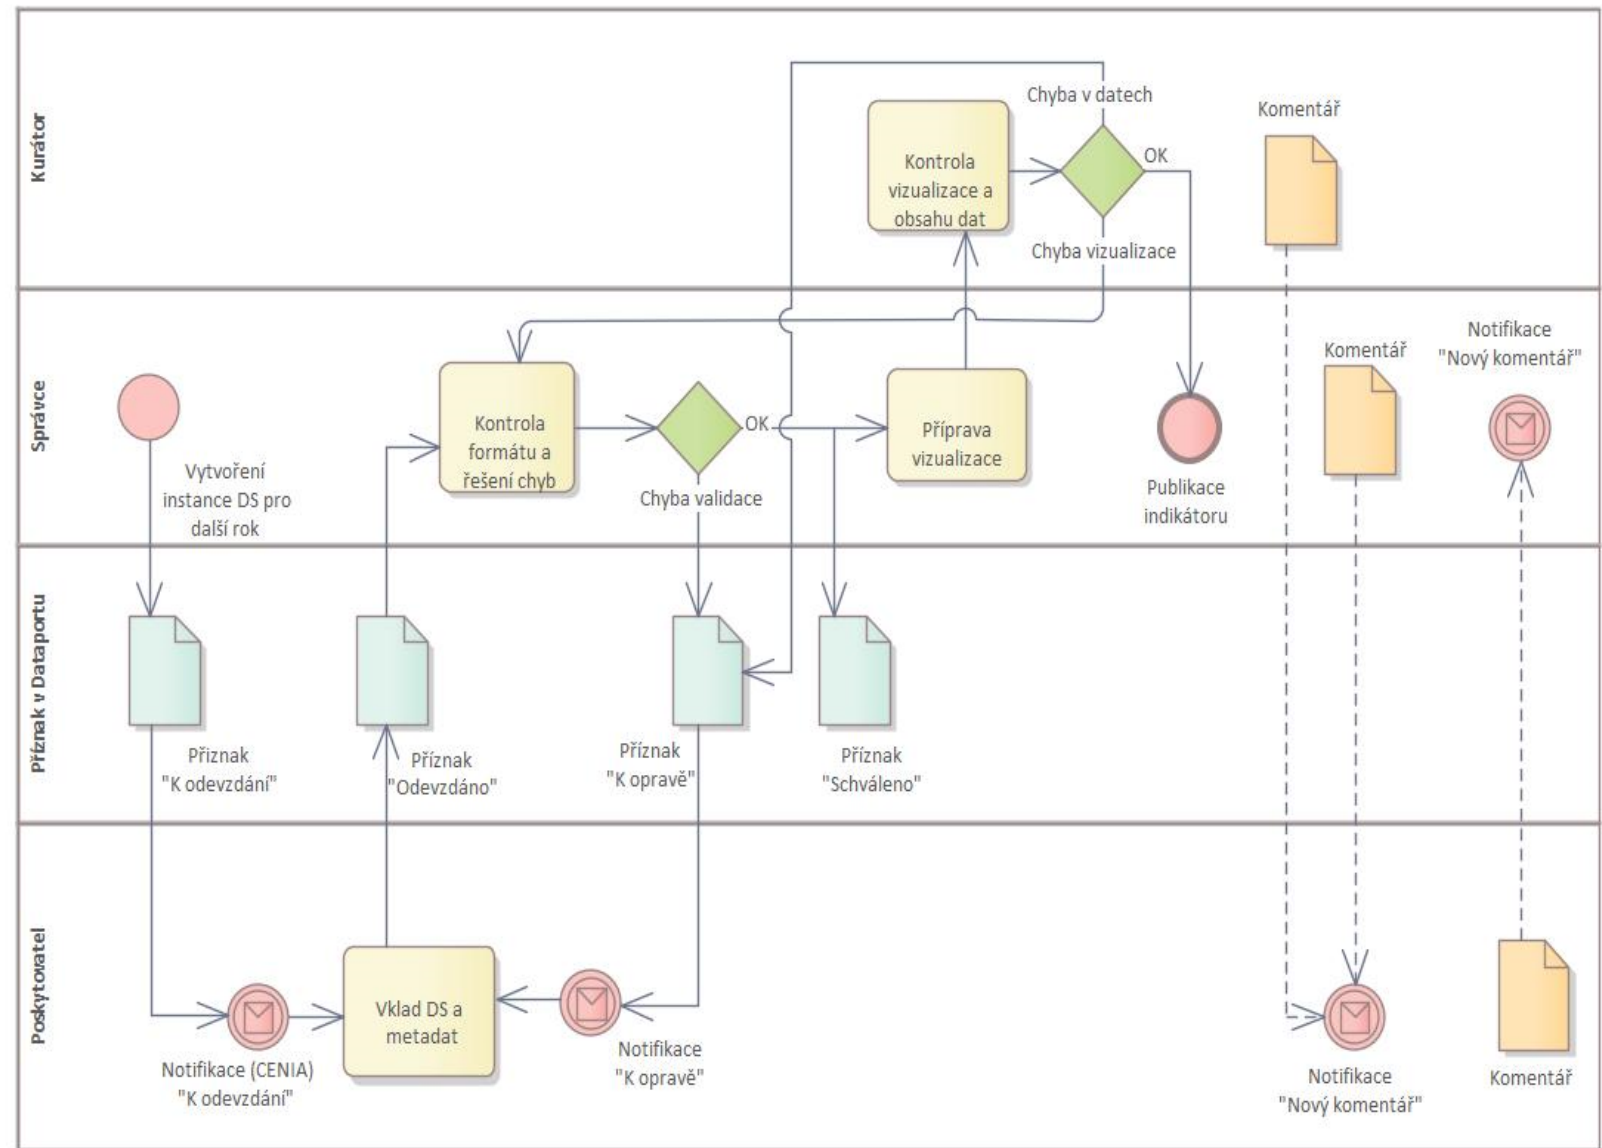 Kurátor
Chyba v datech
Komentář
OK
Kontrola
vizualizace a
obsahu dat
Chyba vizualizace
Správce
Notifikace
"Nový komentář"
Komentář
Kontrola
formátu a
řešení chyb
OK
Příprava
vizualizace
Vytvoření
instance DS pro
další rok
Chyba validace
Publikace
indikátoru
Příznak v Dataportu
Přiznak
"K odevzdání"
Příznak
"Odevzdáno"
Příznak
"K opravě"
Příznak
"Schváleno"
Poskytovatel
Vklad DS a
metadat
Notifikace (CENIA)
"K odevzdání"
Notifikace
"K opravě"
Notifikace
"Nový komentář"
Komentář